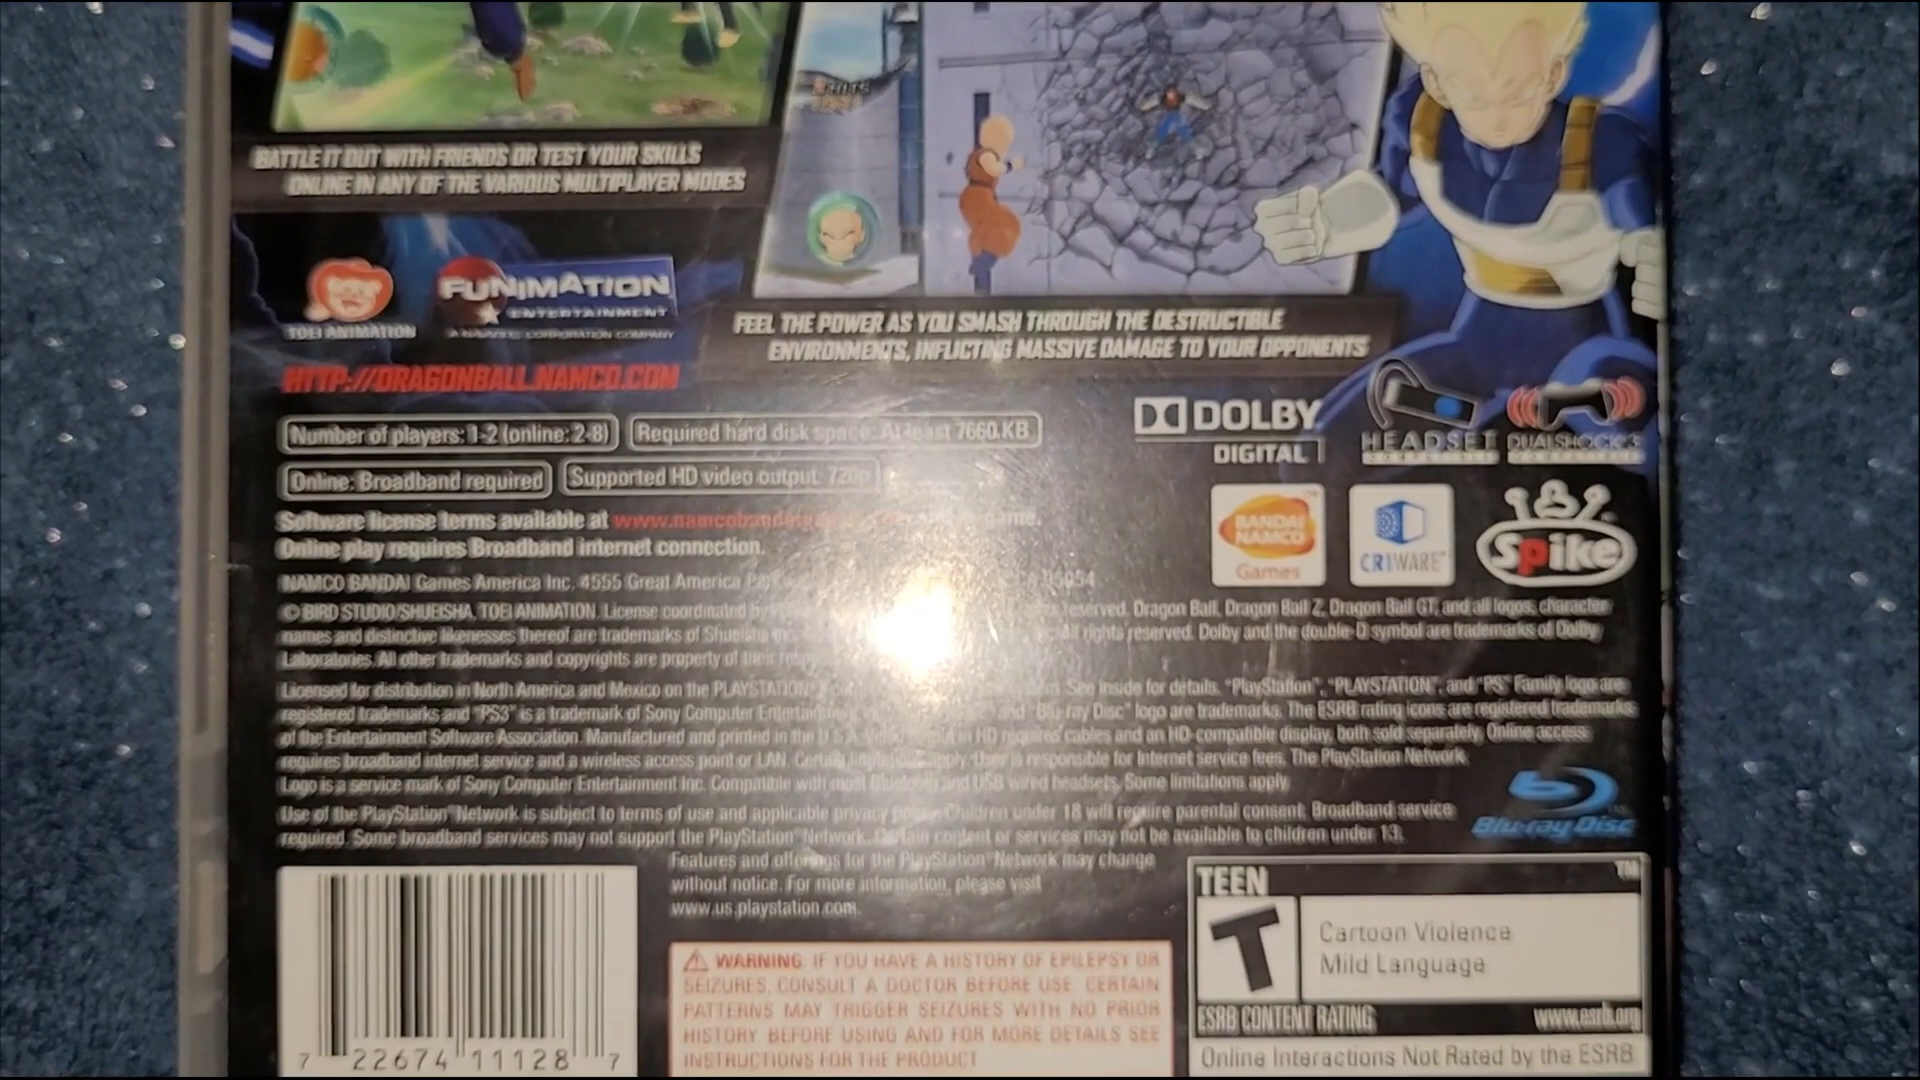 BATTLE IT OUT WITH FRIENDS OR TEST YOUR SKILLS
ONLINE IN ANY OF THE VARIOUS MULTIPLAYER MODES
TOEI ANIMATION
FUNIMATION
ENTERTAINMENT
A NAVARRE CORPORATION COMPANY
FEEL THE POWER AS YOU SMASH THROUGH THE DESTRUCTIBLE
ENVIRONMENTS, INFLICTING MASSIVE DAMAGE TO YOUR OPPONENTS
HTTP://DRAGONBALL.NAMCO.COM
Number of players: 1-2 (online: 2-8)
Required hard disk space: At least 7660 KB
Online: Broadband required
Supported HD video output: 720p
DOLBY
DIGITAL
HEADSET
COMPATIBLE
DUALSHOCK 3
COMPATIBLE
Software license terms available at
Online play requires Broadband internet connection.
BANDAI
NAMCO
Games
CRIWARE
Spike
NAMCO BANDAI Games America Inc. 4555 Great America 95054
© BIRD STUDIO/SHUEISHA, TOEI ANIMATION. License coordinated by reserved. Dragon Ball, Dragon Ball Z, Dragon Ball GT, and all logos, character
names and distinctive likenesses thereof are trademarks of Shueisha All rights reserved. Dolby and the double-D symbol are trademarks of Dolby
Laboratories. All other trademarks and copyrights are property of their
Licensed for distribution in North America and Mexico on the PLAYSTATION See inside for details. "PlayStation", "PLAYSTATION", and "PS" Family logo are
registered trademarks and "PS3" is a trademark of Sony Computer and "Blu-ray Disc" logo are trademarks. The ESRB rating icons are registered trademarks
of the Entertainment Software Association. Manufactured and printed in the U.S.A. in HD requires cables and an HD-compatible display, both sold separately. Online access
requires broadband internet service and a wireless access point or LAN. Certain apply. User is responsible for Internet service fees. The PlayStation Network
Logo is a service mark of Sony Computer Entertainment Inc. Compatible with most Bluetooth and USB wired headsets. Some limitations apply.
Use of the PlayStation®Network is subject to terms of use and applicable privacy policy. Children under 18 will require parental consent. Broadband service
required. Some broadband services may not support the PlayStation®Network. Certain content or services may not be available to children under 13.
Features and offerings for the PlayStation®Network may change
without notice. For more information, please visit
www.us.playstation.com.
Blu-ray Disc
7 22674 11128 7
WARNING: IF YOU HAVE A HISTORY OF EPILEPSY OR
SEIZURES, CONSULT A DOCTOR BEFORE USE. CERTAIN
PATTERNS MAY TRIGGER SEIZURES WITH NO PRIOR
HISTORY. BEFORE USING AND FOR MORE DETAILS SEE
INSTRUCTIONS FOR THE PRODUCT
TEEN
TM
T
Cartoon Violence
Mild Language
ESRB CONTENT RATING
www.esrb.org
Online Interactions Not Rated by the ESRB